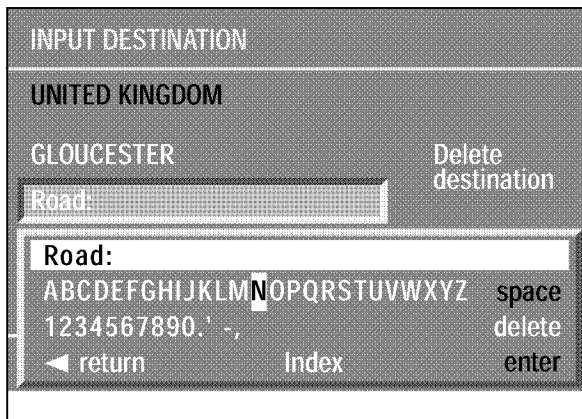 INPUT DESTINATION
UNITED KINGDOM
GLOUCESTER
Delete
destination
Road:
Road:
ABCDEFGHIJKLMNOPQRSTUVWXYZ space
1234567890.' -, delete
◄ return Index enter